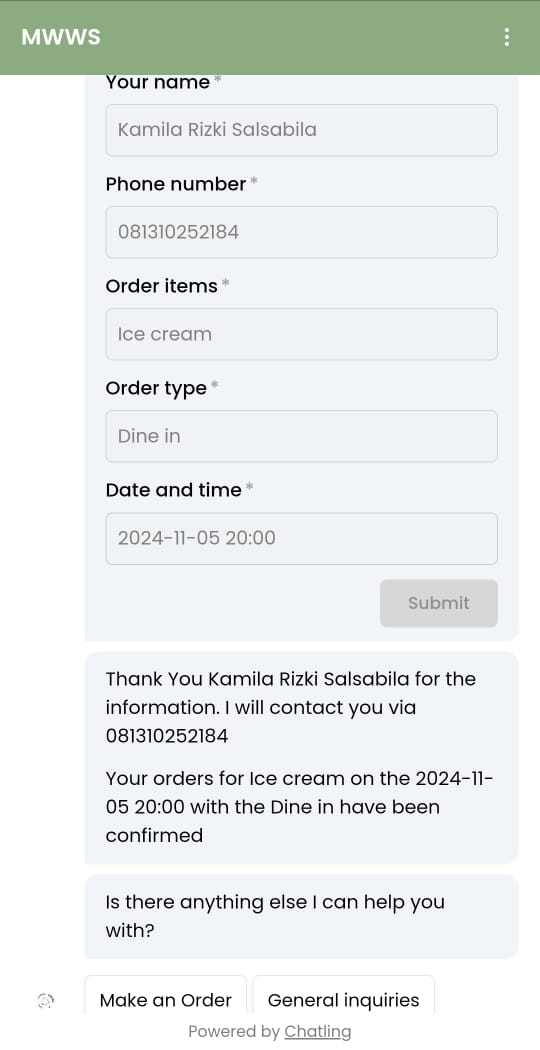 MWWS
Your name *
Kamila Rizki Salsabila
Phone number *
081310252184
Order items *
Ice cream
Order type *
Dine in
Date and time *
2024-11-05 20:00
Submit
Thank You Kamila Rizki Salsabila for the
information. I will contact you via
081310252184
Your orders for Ice cream on the 2024-11-
05 20:00 with the Dine in have been
confirmed
Is there anything else I can help you
with?
Make an Order General inquiries
Powered by Chatling